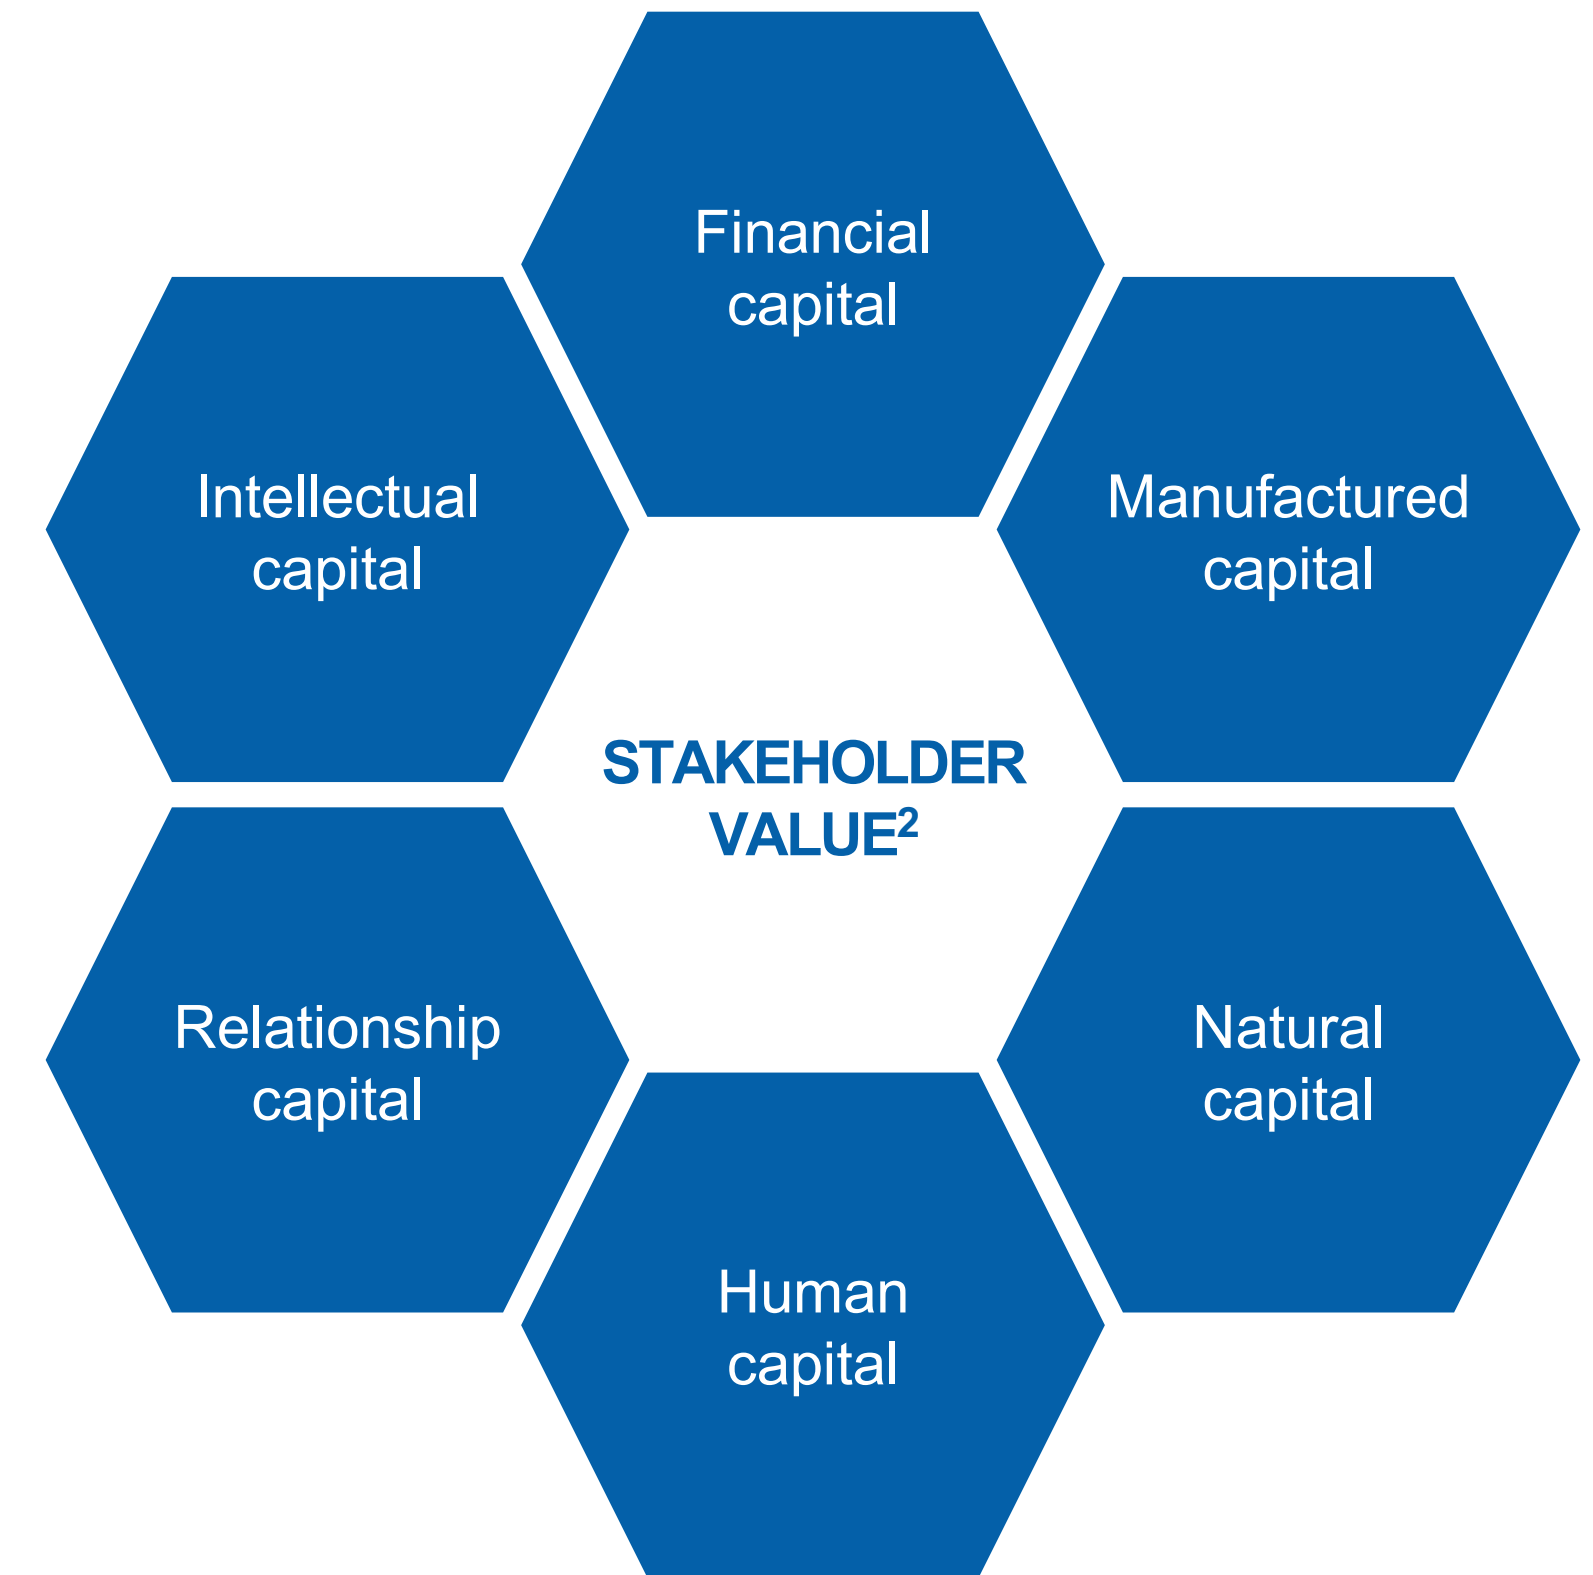 Financial
capital
Intellectual
capital
Manufactured
capital
STAKEHOLDER
VALUE²
Relationship
capital
Natural
capital
Human
capital